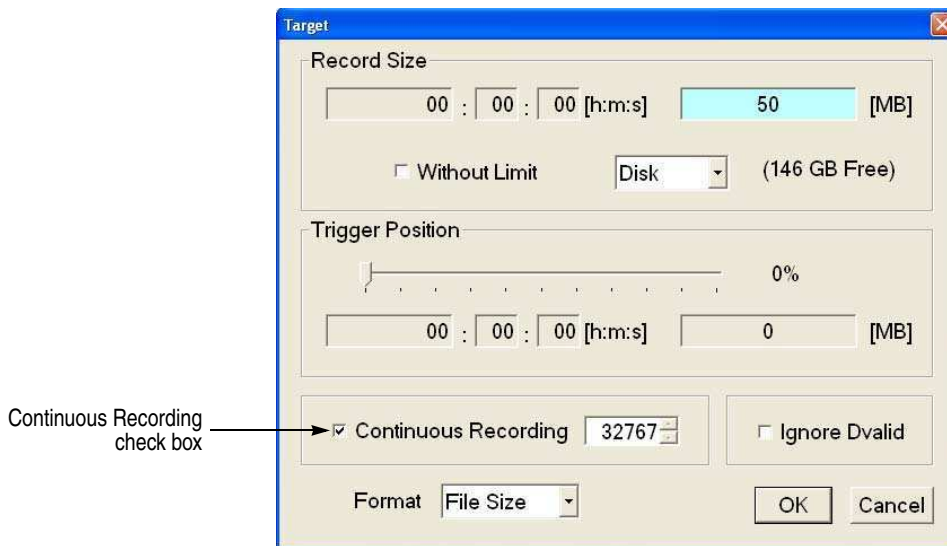 Target
Record Size
00 : 00 : 00 [h:m:s] 50 [MB]
Without Limit Disk (146 GB Free)
Trigger Position
0%
00 : 00 : 00 [h:m:s] 0 [MB]
Continuous Recording
check box
Continuous Recording 32767
Ignore Dvalid
Format File Size
OK Cancel